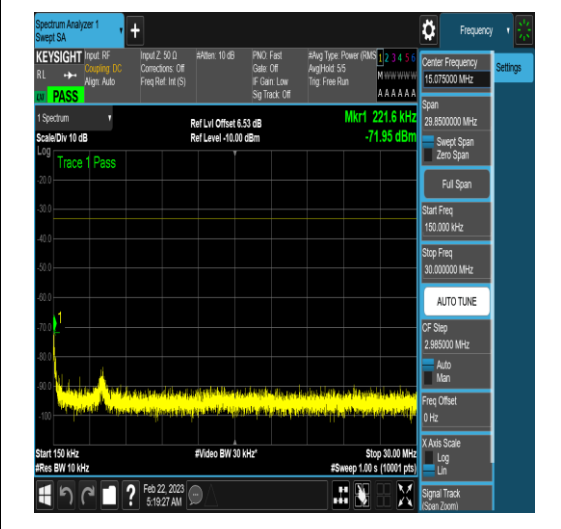 Spectrum Analyzer 1
Swept SA
+
Frequency
KEYSIGHT
RL
PASS
Input: RF
Coupling: DC
Align: Auto
Input Z: 50 Ω
Corrections: Off
Freq Ref: Int (S)
#Atten: 10 dB
PNO: Fast
Gate: Off
IF Gain: Low
Sig Track: Off
#Avg Type: Power (RMS
Avg|Hold: 5/5
Trig: Free Run
1 2 3 4 5 6
M W W W W W
A A A A A A
Center Frequency
15.075000 MHz
Settings
Span
29.8500000 MHz
Swept Span
Zero Span
Full Span
Start Freq
150.000 kHz
Stop Freq
30.000000 MHz
AUTO TUNE
CF Step
2.985000 MHz
Auto
Man
Freq Offset
0 Hz
X Axis Scale
Log
Lin
Signal Track
(Span Zoom)
1 Spectrum
Scale/Div 10 dB
Ref Lvl Offset 6.53 dB
Ref Level -10.00 dBm
Mkr1 221.6 kHz
-71.95 dBm
Log
Trace 1 Pass
-20.0
-30.0
-40.0
-50.0
-60.0
-70.0
-80.0
-90.0
-100
1
Start 150 kHz
#Res BW 10 kHz
#Video BW 30 kHz*
Stop 30.00 MHz
#Sweep 1.00 s (10001 pts)
?
Feb 22, 2023
5:19:27 AM